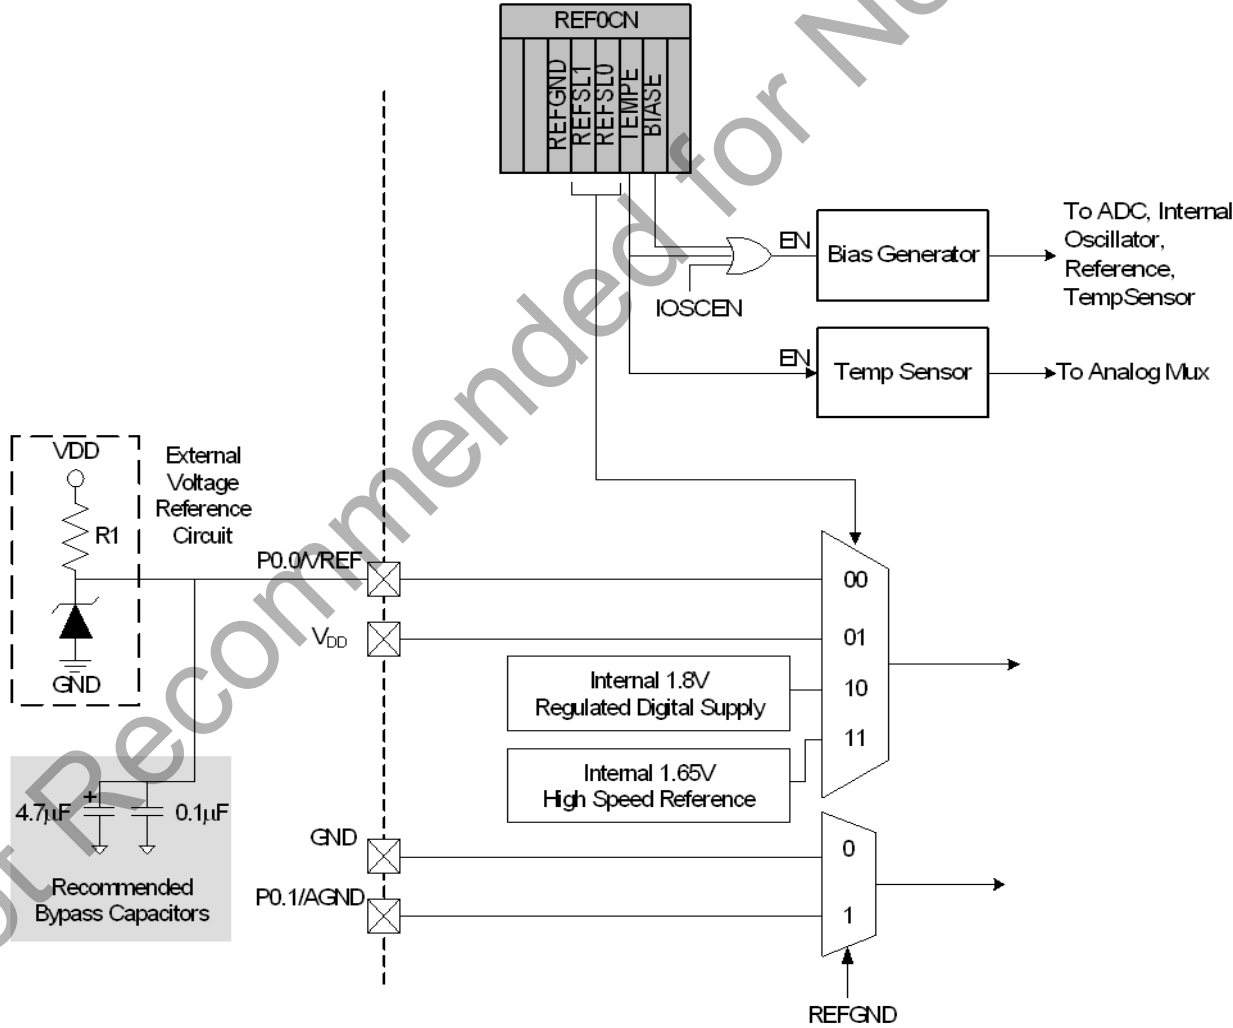 REF0CN
REFGND
REFSL1
REFSL0
TEMPE
BIASE
EN
Bias Generator
To ADC, Internal
Oscillator,
Reference,
TempSensor
IOSCEN
EN
Temp Sensor
To Analog Mux
VDD
R1
GND
External
Voltage
Reference
Circuit
P0.0/VREF
00
VDD
01
Internal 1.8V
Regulated Digital Supply
10
11
Internal 1.65V
High Speed Reference
4.7µF
+
0.1µF
Recommended
Bypass Capacitors
GND
0
P0.1/AGND
1
REFGND
ot Recommended for N